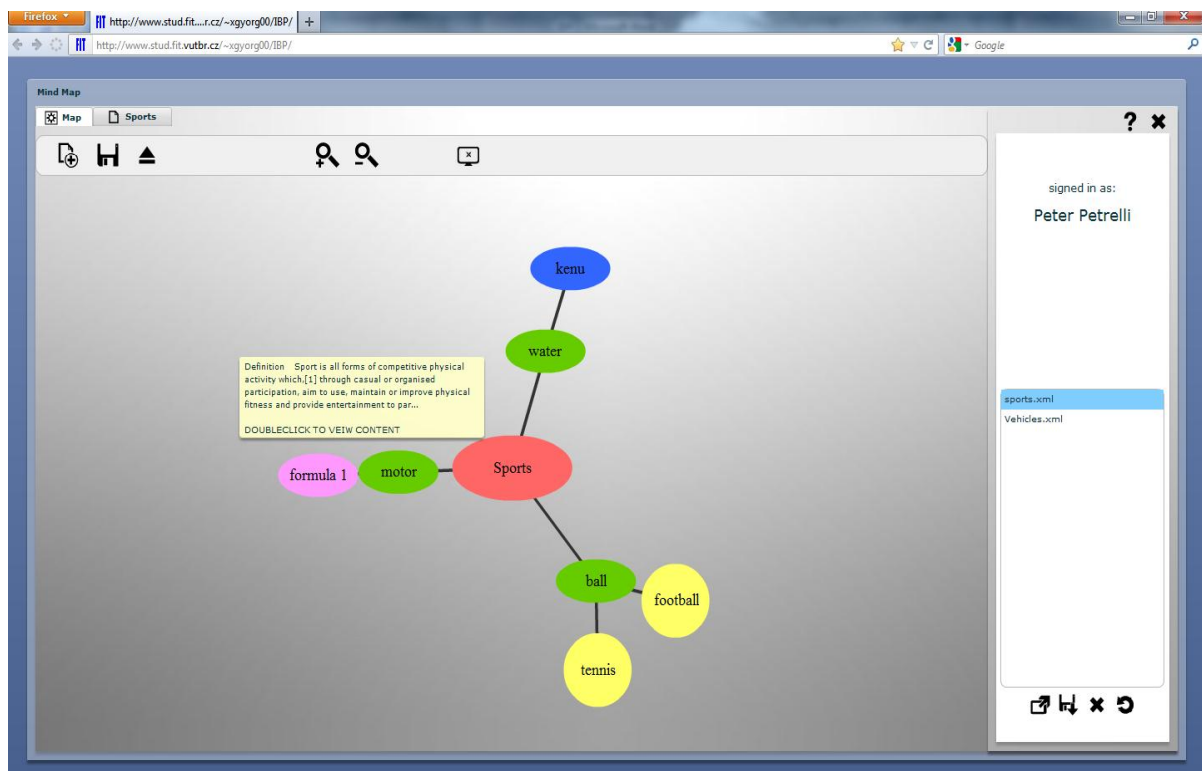 Firefox
FIT http://www.stud.fit....r.cz/~xgyorg00/IBP/ +
FIT http://www.stud.fit.vutbr.cz/~xgyorg00/IBP/
Google
Mind Map
Map
Sports
? 
signed in as:
Peter Petrelli
kenu
water
Definition Sport is all forms of competitive physical
activity which,[1] through casual or organised
participation, aim to use, maintain or improve physical
fitness and provide entertainment to par...
DOUBLECLICK TO VEIW CONTENT
sports.xml
Vehicles.xml
Sports
motor
formula 1
ball
football
tennis